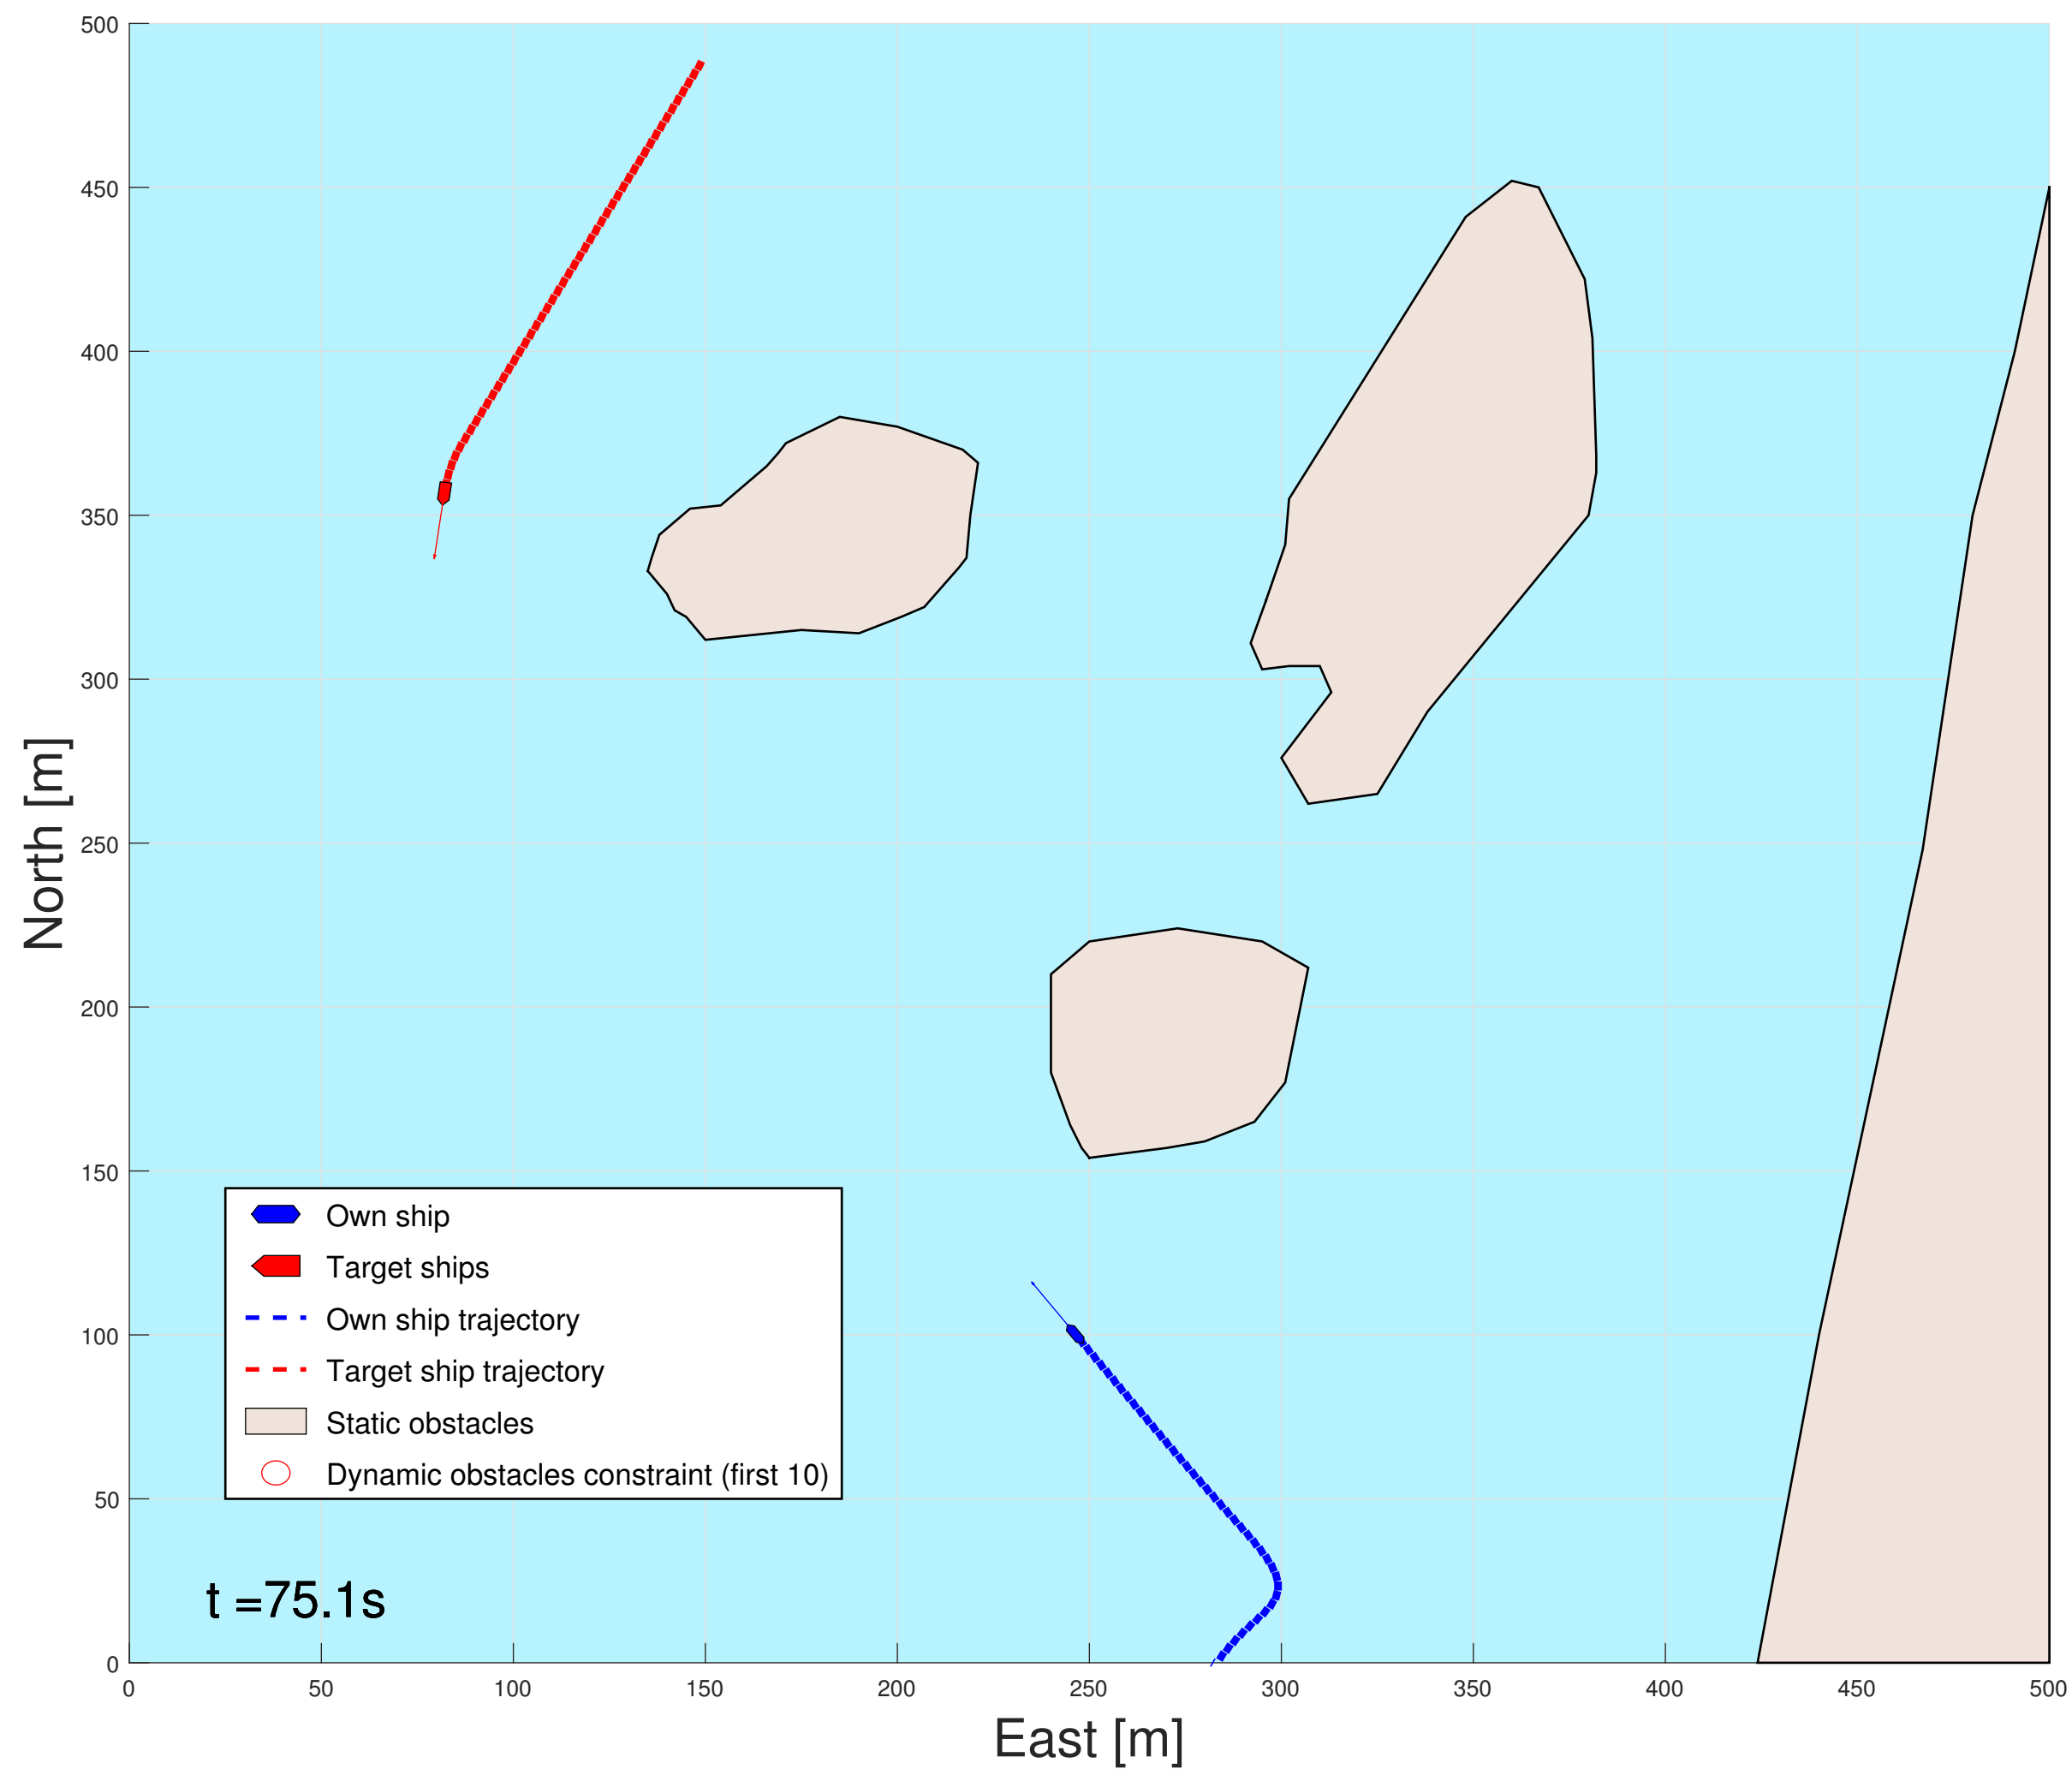 500
450
400
350
300
250
200
150
100
50
0
North [m]
Own ship
Target ships
Own ship trajectory
Target ship trajectory
Static obstacles
Dynamic obstacles constraint (first 10)
t =75.1s
0 50 100 150 200 250 300 350 400 450 500
East [m]